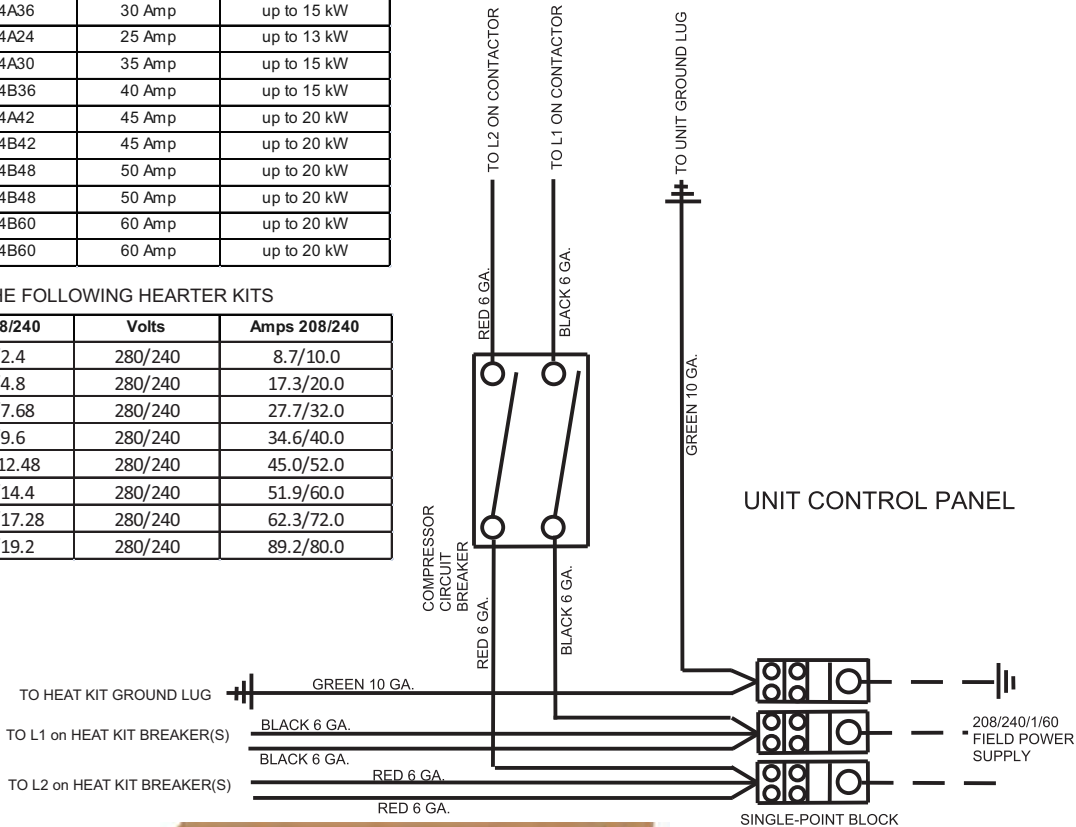 4A36 30 Amp up to 15 kW
4A24 25 Amp up to 13 kW
4A30 35 Amp up to 15 kW
4B36 40 Amp up to 15 kW
4A42 45 Amp up to 20 kW
4B42 45 Amp up to 20 kW
4B48 50 Amp up to 20 kW
4B48 50 Amp up to 20 kW
4B60 60 Amp up to 20 kW
4B60 60 Amp up to 20 kW
HE FOLLOWING HEARTER KITS
8/240 Volts Amps 208/240
2.4 280/240 8.7/10.0
4.8 280/240 17.3/20.0
7.68 280/240 27.7/32.0
9.6 280/240 34.6/40.0
12.48 280/240 45.0/52.0
14.4 280/240 51.9/60.0
17.28 280/240 62.3/72.0
19.2 280/240 89.2/80.0
TO L2 ON CONTACTOR
TO L1 ON CONTACTOR
TO UNIT GROUND LUG
RED 6 GA.
BLACK 6 GA.
GREEN 10 GA.
UNIT CONTROL PANEL
COMPRESSOR
CIRCUIT
BREAKER
RED 6 GA.
BLACK 6 GA.
TO HEAT KIT GROUND LUG
GREEN 10 GA.
TO L1 on HEAT KIT BREAKER(S)
BLACK 6 GA.
BLACK 6 GA.
TO L2 on HEAT KIT BREAKER(S)
RED 6 GA.
RED 6 GA.
208/240/1/60
FIELD POWER
SUPPLY
SINGLE-POINT BLOCK